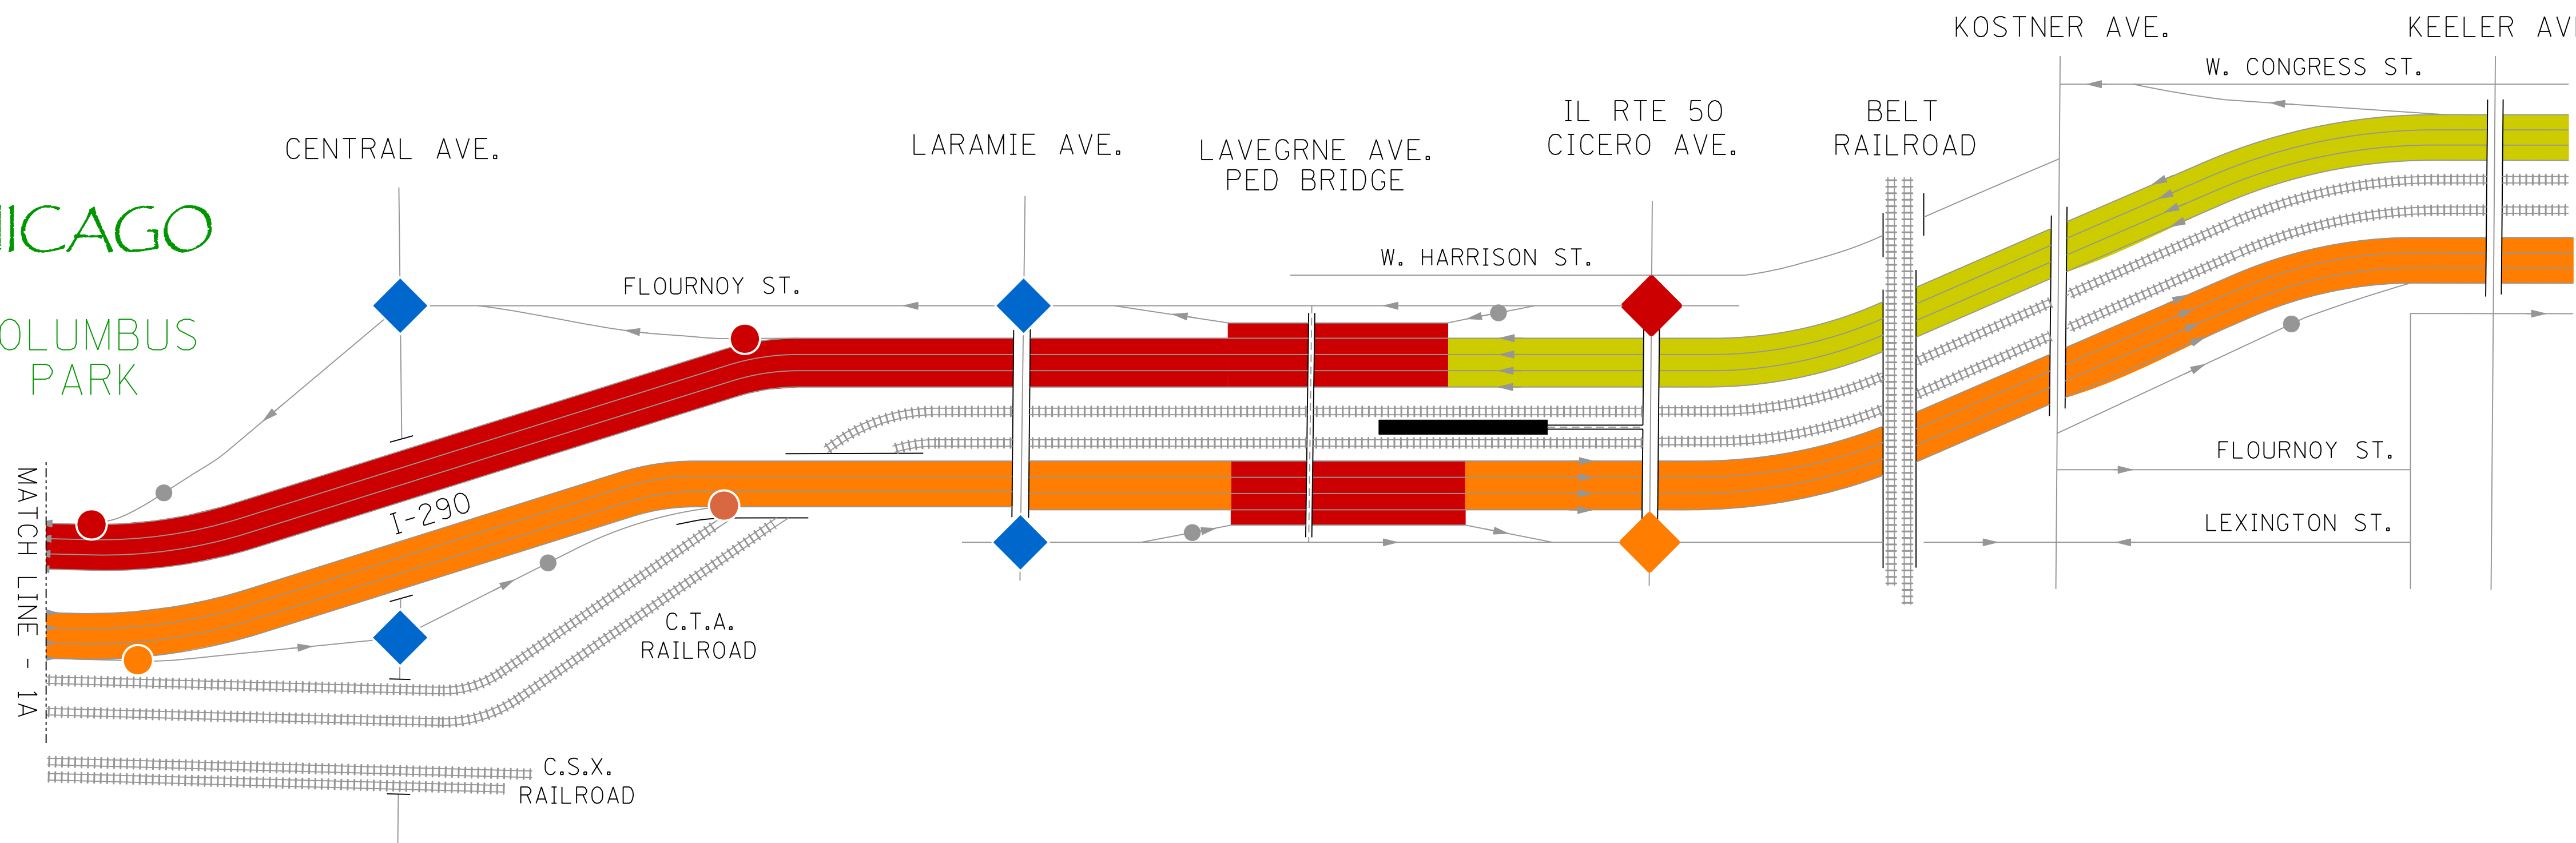 KOSTNER AVE.
KEELER AV
W. CONGRESS ST.
IL RTE 50
CICERO AVE.
BELT
RAILROAD
CENTRAL AVE.
LARAMIE AVE.
LAVEGRNE AVE.
PED BRIDGE
ICAGO
W. HARRISON ST.
FLOURNOY ST.
OLUMBUS
PARK
I-290
MATCH LINE - 1A
FLOURNOY ST.
LEXINGTON ST.
C.T.A.
RAILROAD
C.S.X.
RAILROAD